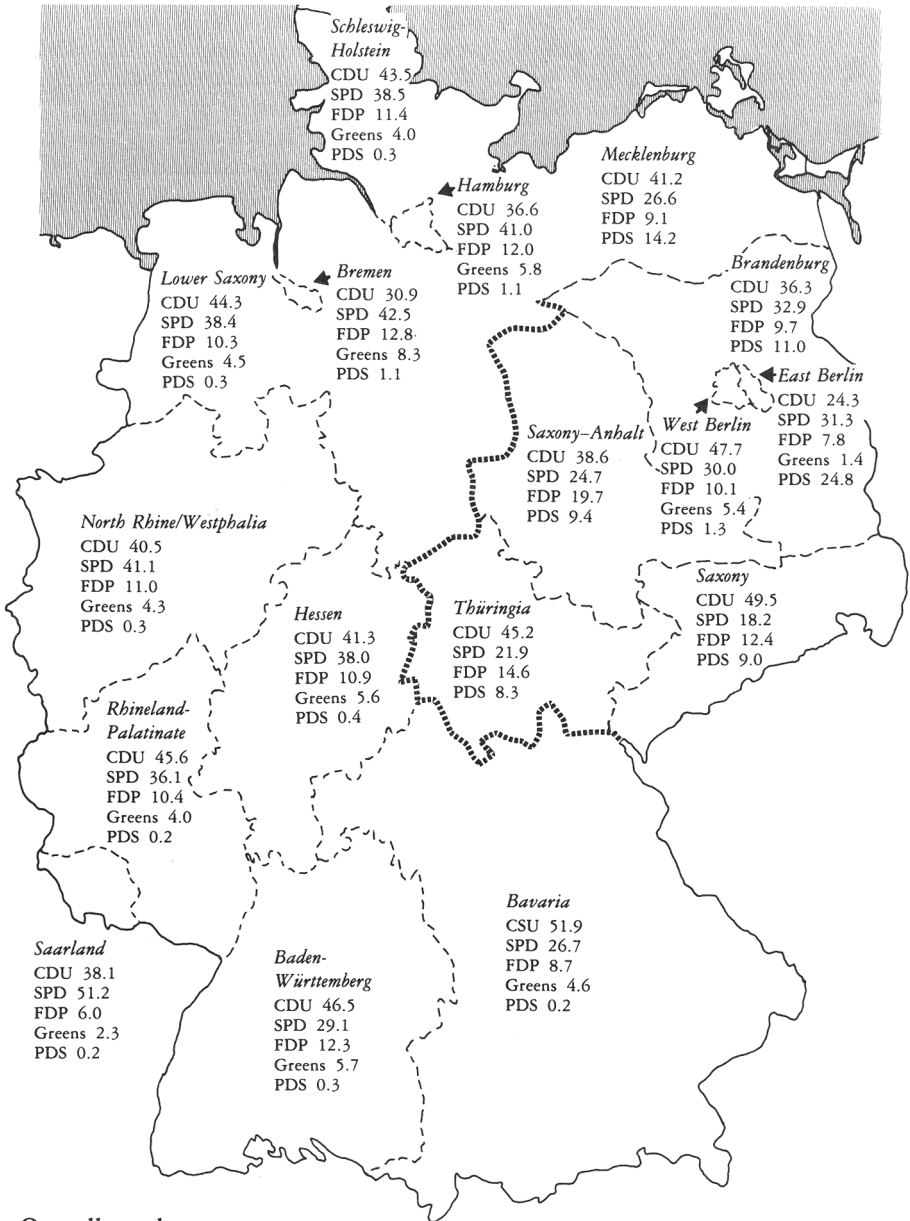 Schleswig-
Holstein
CDU 43.5
SPD 38.5
FDP 11.4
Greens 4.0
PDS 0.3
Mecklenburg
CDU 41.2
SPD 26.6
FDP 9.1
PDS 14.2
Hamburg
CDU 36.6
SPD 41.0
FDP 12.0
Greens 5.8
PDS 1.1
Lower Saxony
CDU 44.3
SPD 38.4
FDP 10.3
Greens 4.5
PDS 0.3
Bremen
CDU 30.9
SPD 42.5
FDP 12.8
Greens 8.3
PDS 1.1
Brandenburg
CDU 36.3
SPD 32.9
FDP 9.7
PDS 11.0
East Berlin
CDU 24.3
SPD 31.3
FDP 7.8
Greens 1.4
PDS 24.8
West Berlin
CDU 47.7
SPD 30.0
FDP 10.1
Greens 5.4
PDS 1.3
Saxony–Anhalt
CDU 38.6
SPD 24.7
FDP 19.7
PDS 9.4
North Rhine/Westphalia
CDU 40.5
SPD 41.1
FDP 11.0
Greens 4.3
PDS 0.3
Hessen
CDU 41.3
SPD 38.0
FDP 10.9
Greens 5.6
PDS 0.4
Thüringia
CDU 45.2
SPD 21.9
FDP 14.6
PDS 8.3
Saxony
CDU 49.5
SPD 18.2
FDP 12.4
PDS 9.0
Rhineland-
Palatinate
CDU 45.6
SPD 36.1
FDP 10.4
Greens 4.0
PDS 0.2
Saarland
CDU 38.1
SPD 51.2
FDP 6.0
Greens 2.3
PDS 0.2
Baden-
Württemberg
CDU 46.5
SPD 29.1
FDP 12.3
Greens 5.7
PDS 0.3
Bavaria
CSU 51.9
SPD 26.7
FDP 8.7
Greens 4.6
PDS 0.2